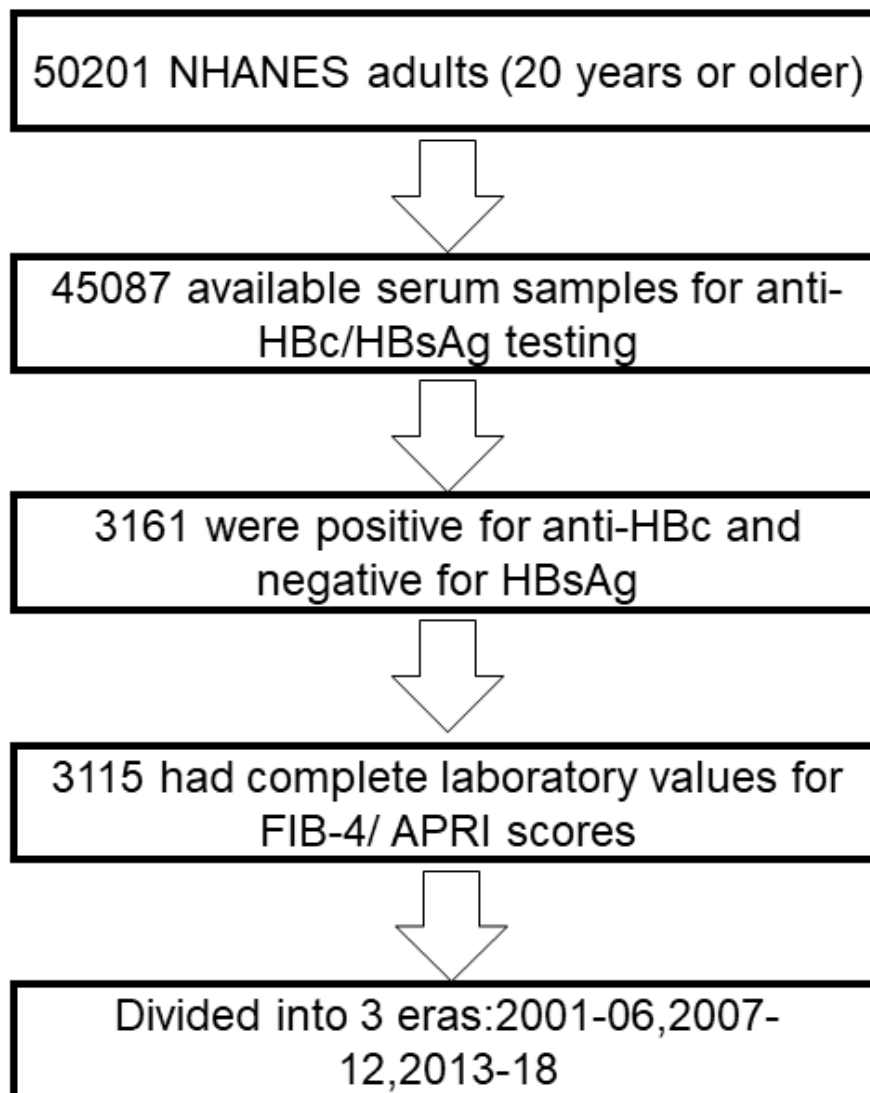 50201 NHANES adults (20 years or older)
45087 available serum samples for anti-
HBc/HBsAg testing
3161 were positive for anti-HBc and
negative for HBsAg
3115 had complete laboratory values for
FIB-4/ APRI scores
Divided into 3 eras:2001-06,2007-
12,2013-18